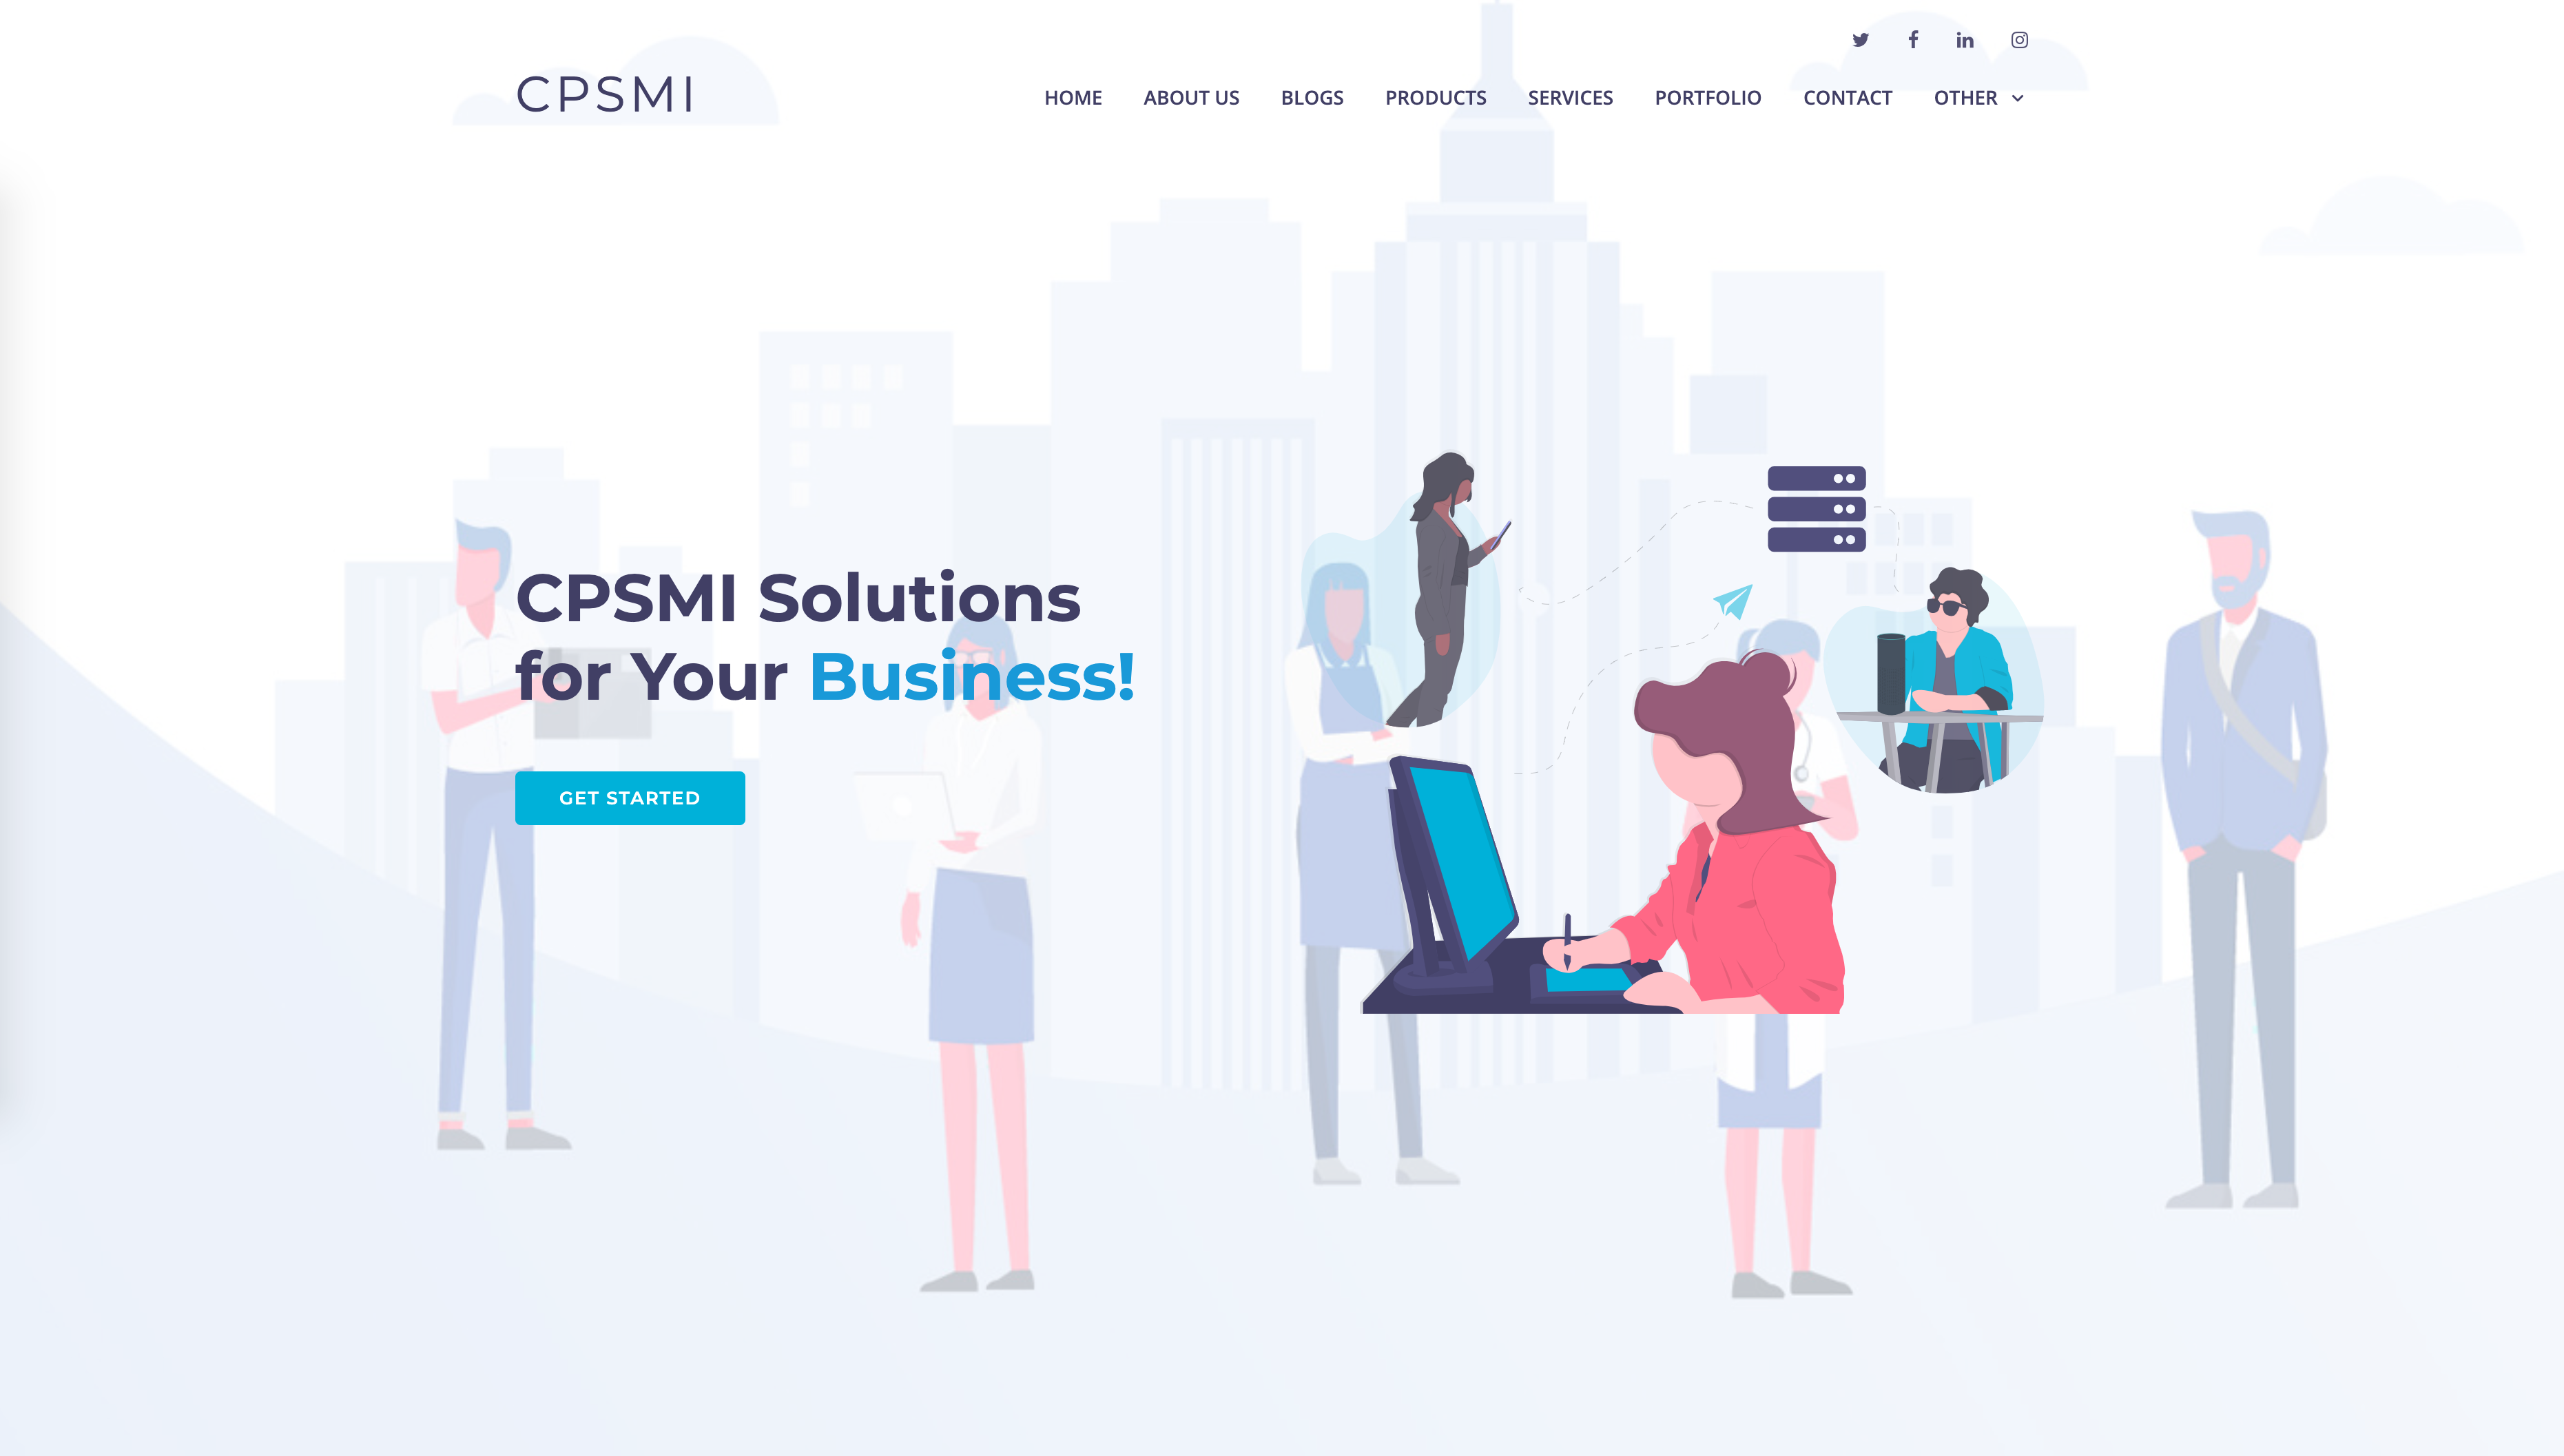 CPSMI
HOME ABOUT US BLOGS PRODUCTS SERVICES PORTFOLIO CONTACT OTHER
CPSMI Solutions
for Your Business!
GET STARTED